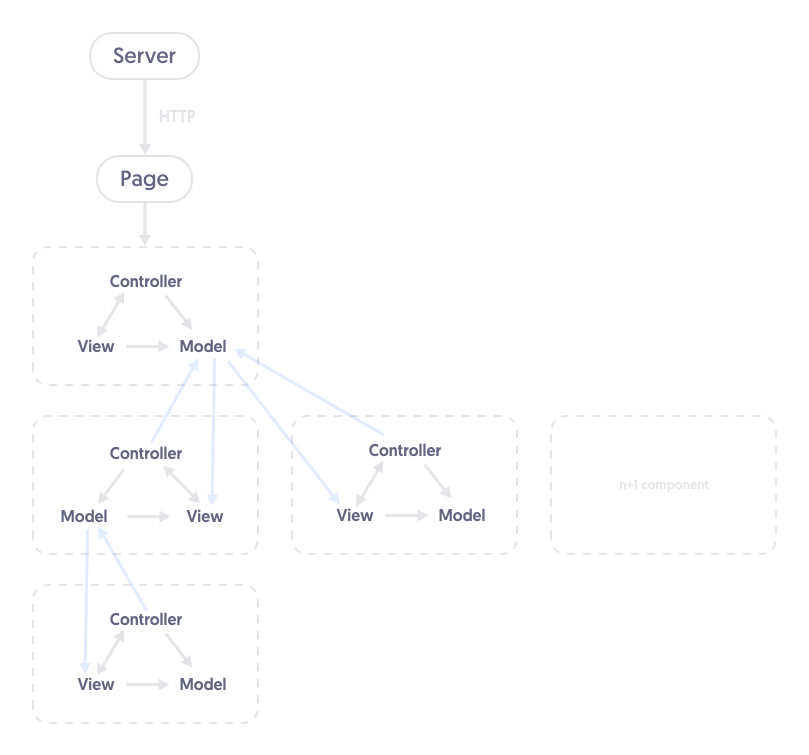 Server
HTTP
Page
Controller
View
Model
Controller
Model
View
Controller
View
Model
n+1 component
Controller
View
Model